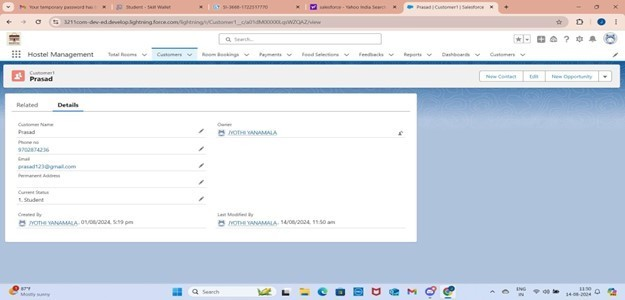 Your temporary password has
Student - Skill Wallet
SI-3690-1722517770
salesforce - Yahoo India Search
Prasad | Customer1 | Salesforce
3211com-dev-ed.develop.lightning.force.com/lightning/r/Customer1__c/
/view
Search...
Hostel Management
Total Rooms
Customers
Room Bookings
Payments
Food Selections
Feedbacks
Reports
Dashboards
Customers
Customer1
Prasad
New Contact
Edit
New Opportunity
Related
Details
Customer Name
Prasad
Owner
JYOTHI YANAMALA
Phone no
9702874236
Email
prasad123@gmail.com
Permanent Address
Current Status
1. Student
Created By
JYOTHI YANAMALA, 01/08/2024, 5:19 pm
Last Modified By
JYOTHI YANAMALA, 14/08/2024, 11:50 am
87°F
Mostly sunny
Search
ENG
IN
11:50
14-08-2024